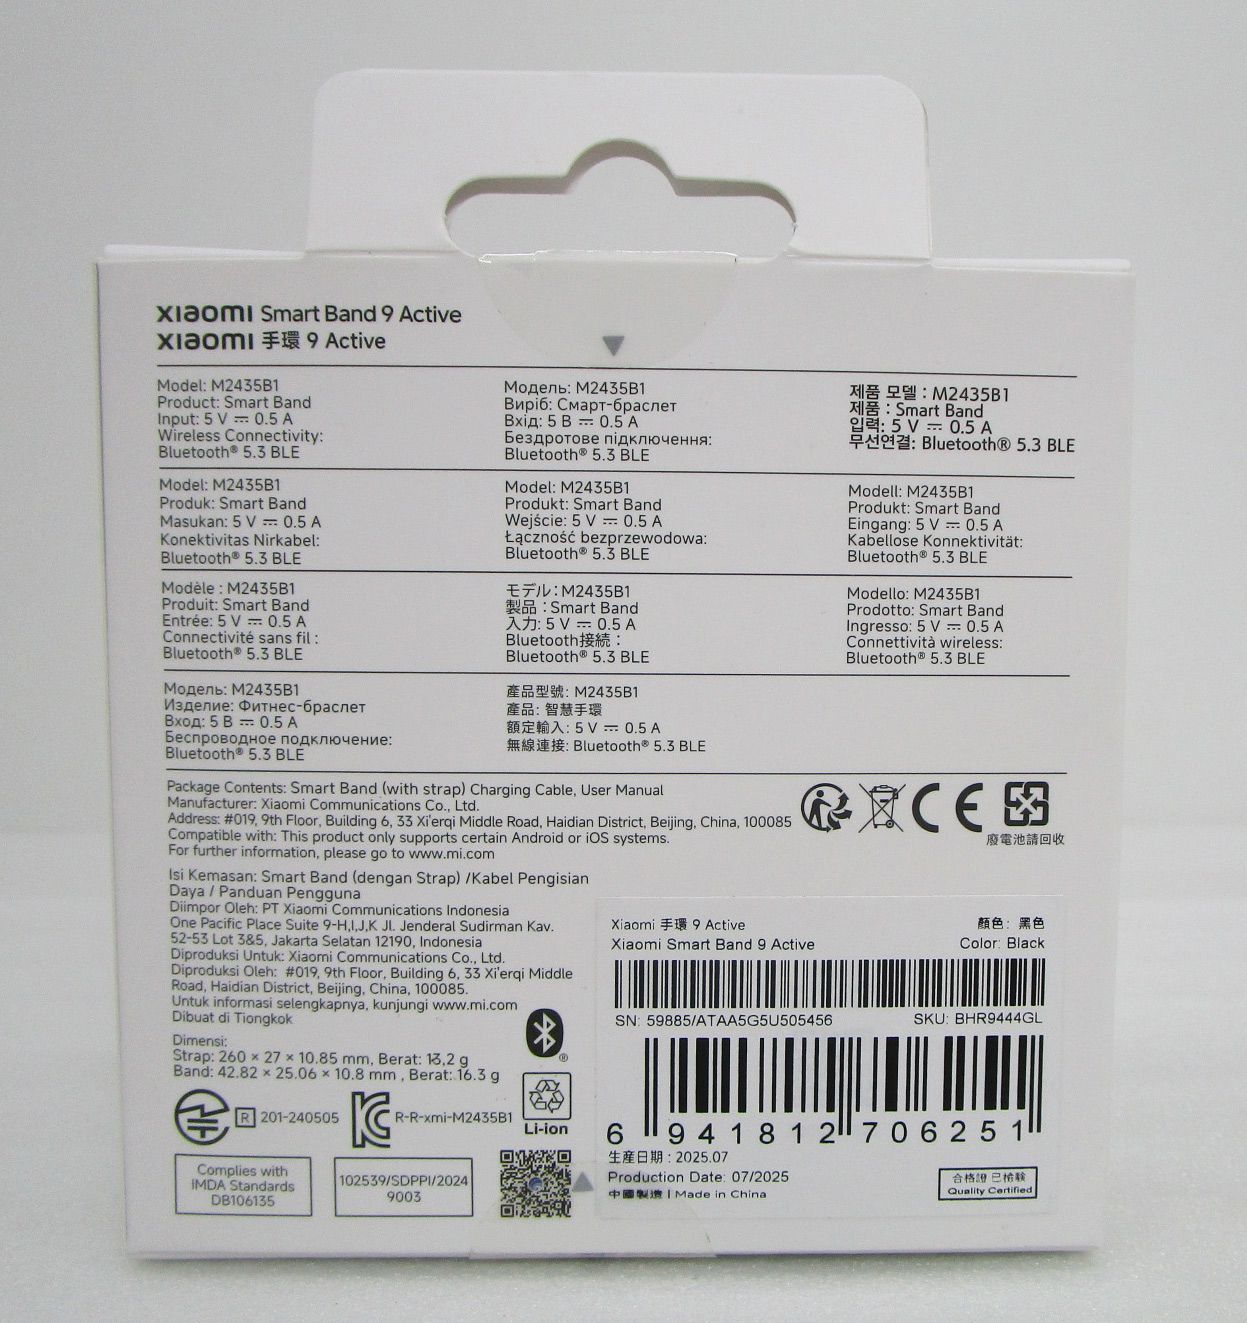 xiaomi Smart Band 9 Active
xiaomi 手環 9 Active
Model: M2435B1
Product: Smart Band
Input: 5 V ⎓ 0.5 A
Wireless Connectivity:
Bluetooth® 5.3 BLE
Модель: M2435B1
Виріб: Смарт-браслет
Вхід: 5 В ⎓ 0.5 A
Бездротове підключення:
Bluetooth® 5.3 BLE
제품 모델 : M2435B1
제품 : Smart Band
입력: 5 V ⎓ 0.5 A
무선연결: Bluetooth® 5.3 BLE
Model: M2435B1
Produk: Smart Band
Masukan: 5 V ⎓ 0.5 A
Konektivitas Nirkabel:
Bluetooth® 5.3 BLE
Model: M2435B1
Produkt: Smart Band
Wejście: 5 V ⎓ 0.5 A
Łączność bezprzewodowa:
Bluetooth® 5.3 BLE
Modell: M2435B1
Produkt: Smart Band
Eingang: 5 V ⎓ 0.5 A
Kabellose Konnektivität:
Bluetooth® 5.3 BLE
Modèle : M2435B1
Produit: Smart Band
Entrée: 5 V ⎓ 0.5 A
Connectivité sans fil :
Bluetooth® 5.3 BLE
モデル：M2435B1
製品：Smart Band
入力: 5 V ⎓ 0.5 A
Bluetooth接続：
Bluetooth® 5.3 BLE
Modello: M2435B1
Prodotto: Smart Band
Ingresso: 5 V ⎓ 0.5 A
Connettività wireless:
Bluetooth® 5.3 BLE
Модель: M2435B1
Изделие: Фитнес-браслет
Вход: 5 В ⎓ 0.5 A
Беспроводное подключение:
Bluetooth® 5.3 BLE
產品型號: M2435B1
產品: 智慧手環
額定輸入: 5 V ⎓ 0.5 A
無線連接: Bluetooth® 5.3 BLE
Package Contents: Smart Band (with strap) Charging Cable, User Manual
Manufacturer: Xiaomi Communications Co., Ltd.
Address: #019, 9th Floor, Building 6, 33 Xi'erqi Middle Road, Haidian District, Beijing, China, 100085
Compatible with: This product only supports certain Android or iOS systems.
For further information, please go to www.mi.com
CE
廢電池請回收
Isi Kemasan: Smart Band (dengan Strap) /Kabel Pengisian
Daya / Panduan Pengguna
Diimpor Oleh: PT Xiaomi Communications Indonesia
One Pacific Place Suite 9-H,I,J,K Jl. Jenderal Sudirman Kav.
52-53 Lot 3&5, Jakarta Selatan 12190, Indonesia
Diproduksi Untuk: Xiaomi Communications Co., Ltd.
Diproduksi Oleh: #019, 9th Floor, Building 6, 33 Xi'erqi Middle
Road, Haidian District, Beijing, China, 100085.
Untuk informasi selengkapnya, kunjungi www.mi.com
Dibuat di Tiongkok
Dimensi:
Strap: 260 × 27 × 10.85 mm, Berat: 13,2 g
Band: 42.82 × 25.06 × 10.8 mm , Berat: 16.3 g
R 201-240505
R-R-xmi-M2435B1
Li-ion
Complies with
IMDA Standards
DB106135
102539/SDPPI/2024
9003
Xiaomi 手環 9 Active
顏色: 黑色
Xiaomi Smart Band 9 Active
Color: Black
SN: 59885/ATAA5G5U505456
SKU: BHR9444GL
6 941812 706251
生産日期 : 2025.07
Production Date: 07/2025
中國製造 | Made in China
合格證 已檢驗
Quality Certified